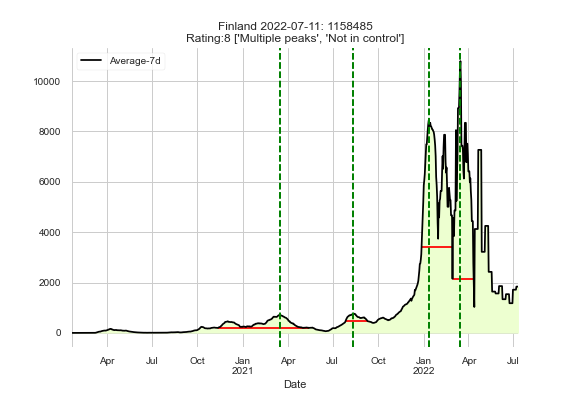 Finland 2022-07-11: 1158485
Rating:8 ['Multiple peaks', 'Not in control']
Average-7d
10000
8000
6000
4000
2000
0
Apr Jul Oct Jan Apr Jul Oct Jan Apr Jul
2021 2022
Date